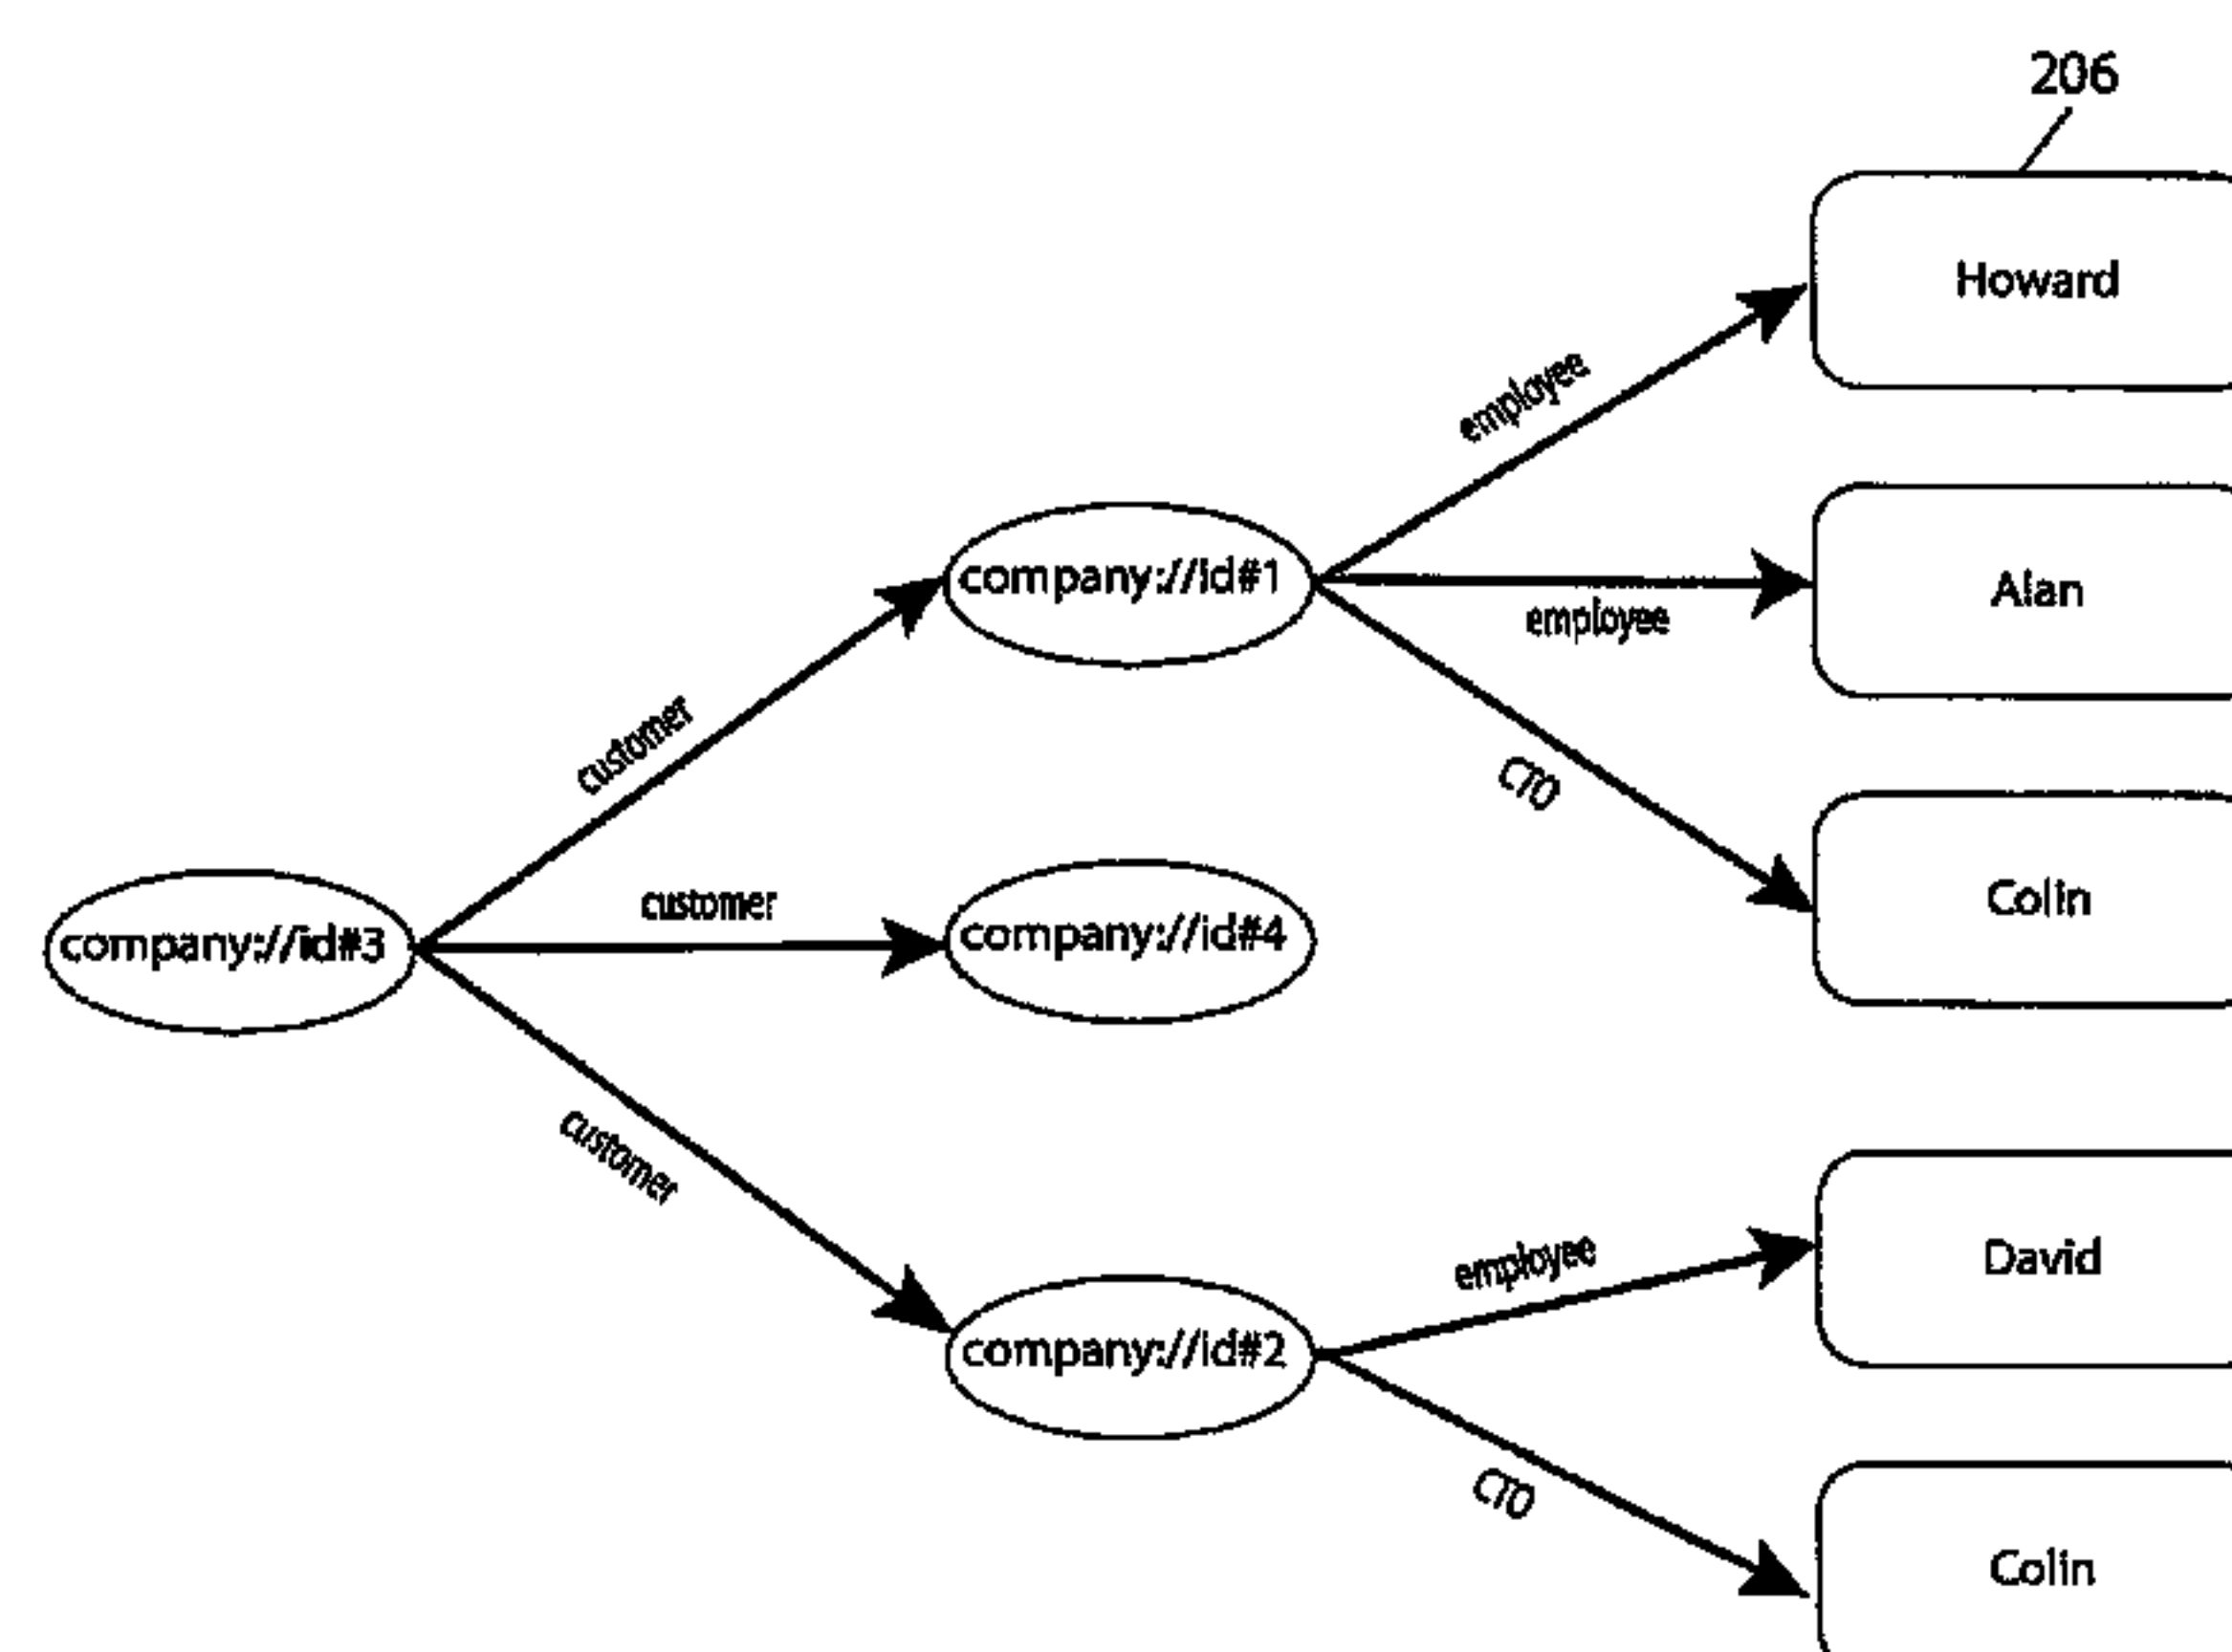 206
Howard
employee
company://id#1
employee
Alan
customer
CTO
Colin
customer
company://id#3
company://id#4
customer
employee
David
company://id#2
CTO
Colin